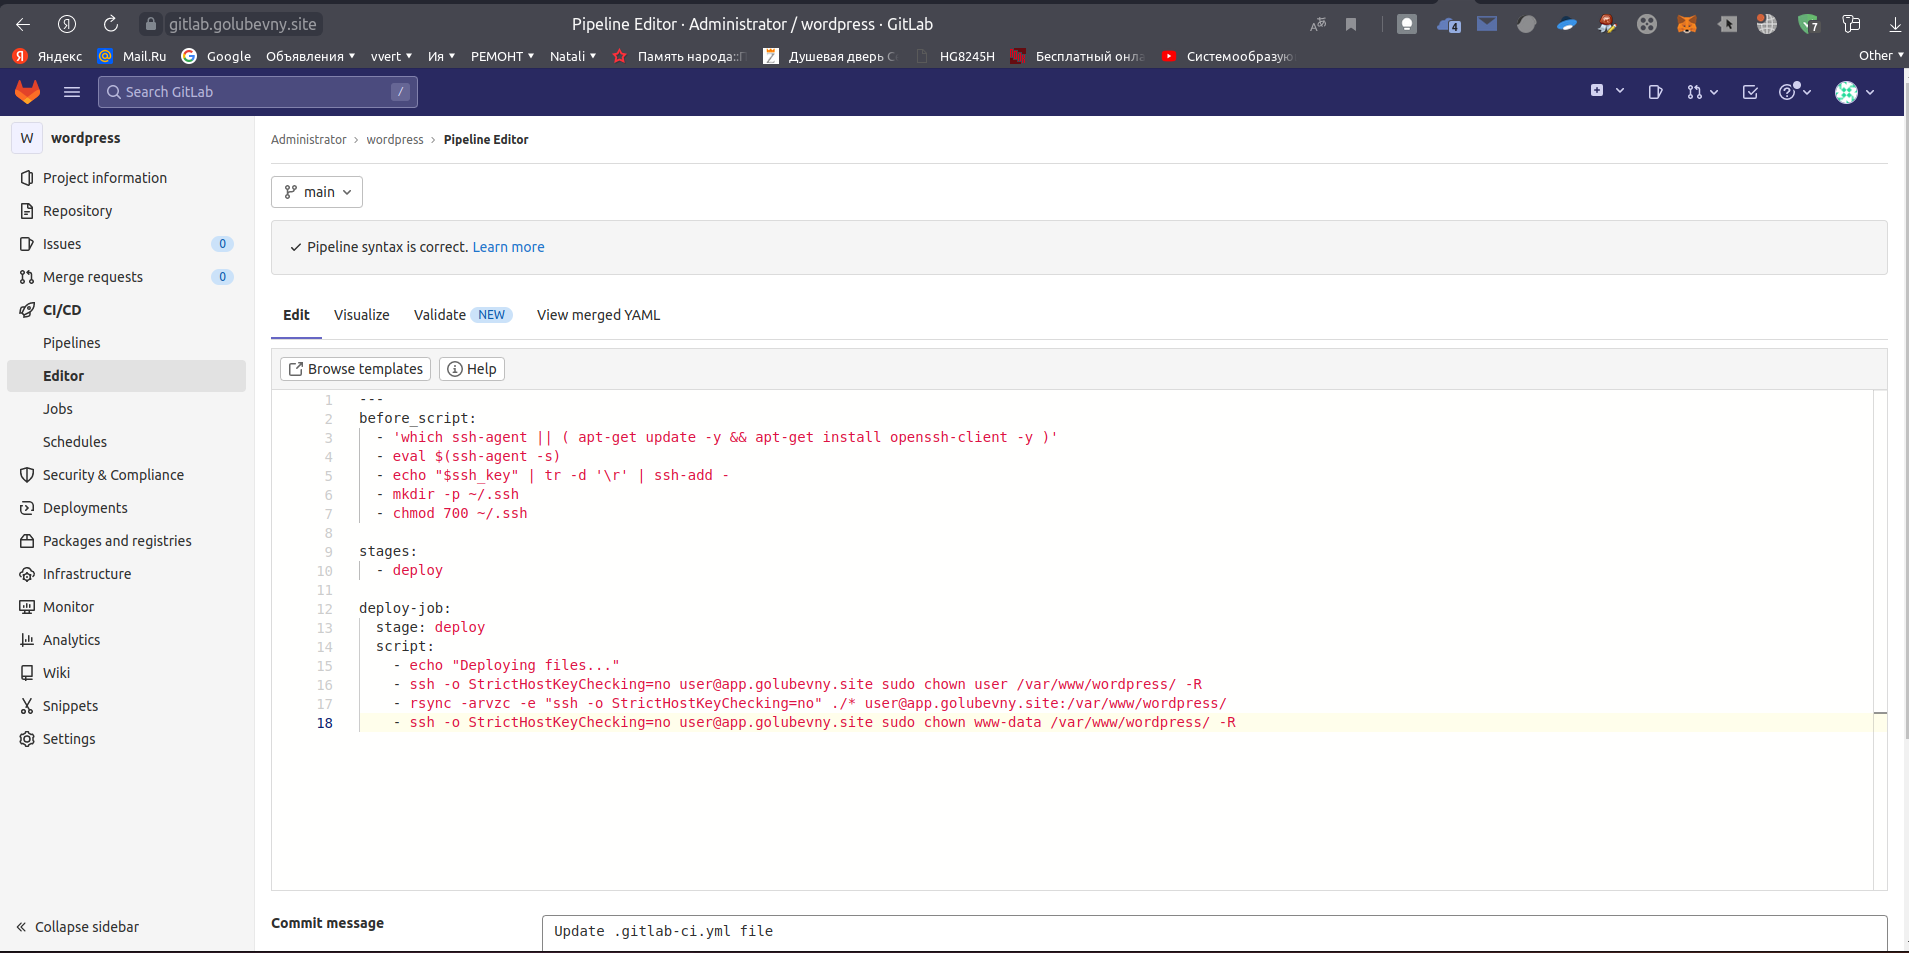 gitlab.golubevny.site
Pipeline Editor · Administrator / wordpress · GitLab
4
7
Яндекс
Mail.Ru
Google
Объявления
vvert
Ия
РЕМОНТ
Natali
Память народа::
Душевая дверь
HG8245H
Бесплатный онла
Системообразую
Other
Search GitLab
/
W
wordpress
Project information
Repository
Issues 0
Merge requests 0
CI/CD
Pipelines
Editor
Jobs
Schedules
Security & Compliance
Deployments
Packages and registries
Infrastructure
Monitor
Analytics
Wiki
Snippets
Settings
Collapse sidebar
Administrator › wordpress › Pipeline Editor
main
Pipeline syntax is correct. Learn more
Edit Visualize Validate NEW View merged YAML
Browse templates Help
1 ---
2 before_script:
3 - 'which ssh-agent || ( apt-get update -y && apt-get install openssh-client -y )'
4 - eval $(ssh-agent -s)
5 - echo "$ssh_key" | tr -d '\r' | ssh-add -
6 - mkdir -p ~/.ssh
7 - chmod 700 ~/.ssh
8
9 stages:
10 - deploy
11
12 deploy-job:
13 stage: deploy
14 script:
15 - echo "Deploying files..."
16 - ssh -o StrictHostKeyChecking=no user@app.golubevny.site sudo chown user /var/www/wordpress/ -R
17 - rsync -arvzc -e "ssh -o StrictHostKeyChecking=no" ./* user@app.golubevny.site:/var/www/wordpress/
18 - ssh -o StrictHostKeyChecking=no user@app.golubevny.site sudo chown www-data /var/www/wordpress/ -R
Commit message
Update .gitlab-ci.yml file